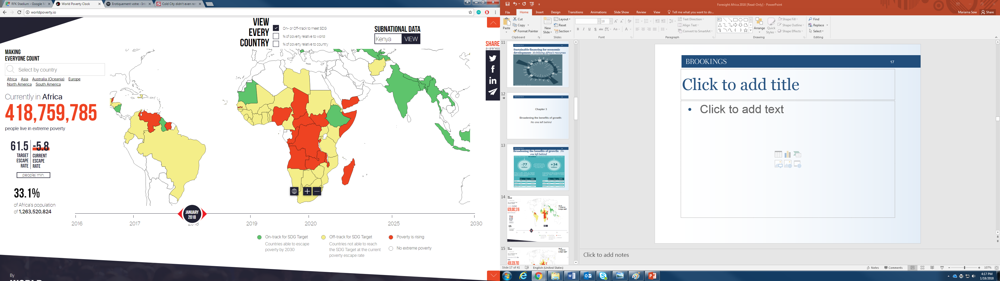 RFK Stadium - Google M
World Poverty Clock
Erotiquement votre - Int
Cold City didn't even re
worldpoverty.io
VIEW
EVERY
COUNTRY
On- or Off-track to meet SDG
% of poverty relative to world
% of poverty relative to country
SUBNATIONAL DATA
Kenya
VIEW
SHARE
awareness
MAKING
EVERYONE COUNT
Select by country
Africa Asia Australia (Oceania) Europe
North America South America
Currently in Africa
418,759,785
people live in extreme poverty
61.5
TARGET
ESCAPE
RATE
-5.8
CURRENT
ESCAPE
RATE
people/ min.
33.1%
of Africa's population
of 1,263,520,824
JANUARY
2018
2016 2017 2018 2019 2020 2025 2030
On-track for SDG Target
Countries able to escape
poverty by 2030
Off-track for SDG Target
Countries not able to reach
the SDG Target at the current
poverty escape rate
Poverty is rising
No extreme poverty
By
Foresight Africa 2018 [Read-Only] - PowerPoint
File Home Insert Design Transitions Animations Slide Show Review View Tell me what you want to do...
Mariama Sow Share
Paste
Cut
Copy
Format Painter
Clipboard
New
Slide
Layout
Reset
Section
Slides
18
Font
Text Direction
Align Text
Convert to SmartArt
Paragraph
Arrange
Quick
Styles
Shape Fill
Shape Outline
Shape Effects
Drawing
Find
Replace
Select
Editing
11
Sustainable financing for economic
development: Mobilizing Africa's resources
12
Chapter 3
Broadening the benefits of growth:
No one left behind
13
Broadening the benefits of growth: No
one left behind
-77
million
+34
million
14
628,082,316
15
439,326,793
BROOKINGS
17
Click to add title
• Click to add text
Click to add notes
Slide 17 of 41 English (United States)
Notes Comments 107%
4:17 PM
1/18/2018